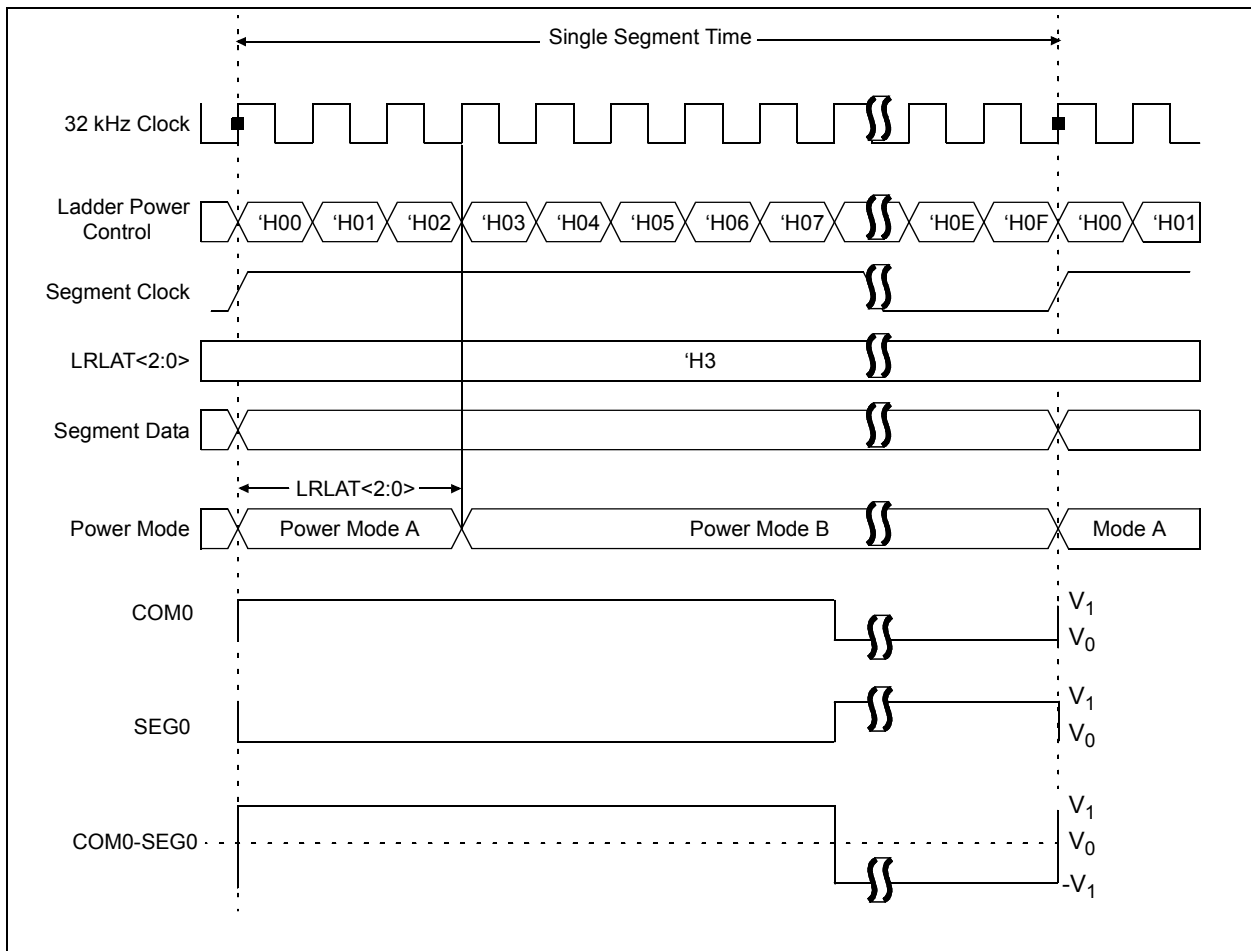 Single Segment Time
32 kHz Clock
Ladder Power
Control
‘H00 ‘H01 ‘H02 ‘H03 ‘H04 ‘H05 ‘H06 ‘H07 ‘H0E ‘H0F ‘H00 ‘H01
Segment Clock
LRLAT<2:0>
‘H3
Segment Data
LRLAT<2:0>
Power Mode
Power Mode A
Power Mode B
Mode A
COM0
V1
V0
SEG0
V1
V0
COM0-SEG0
V1
V0
-V1